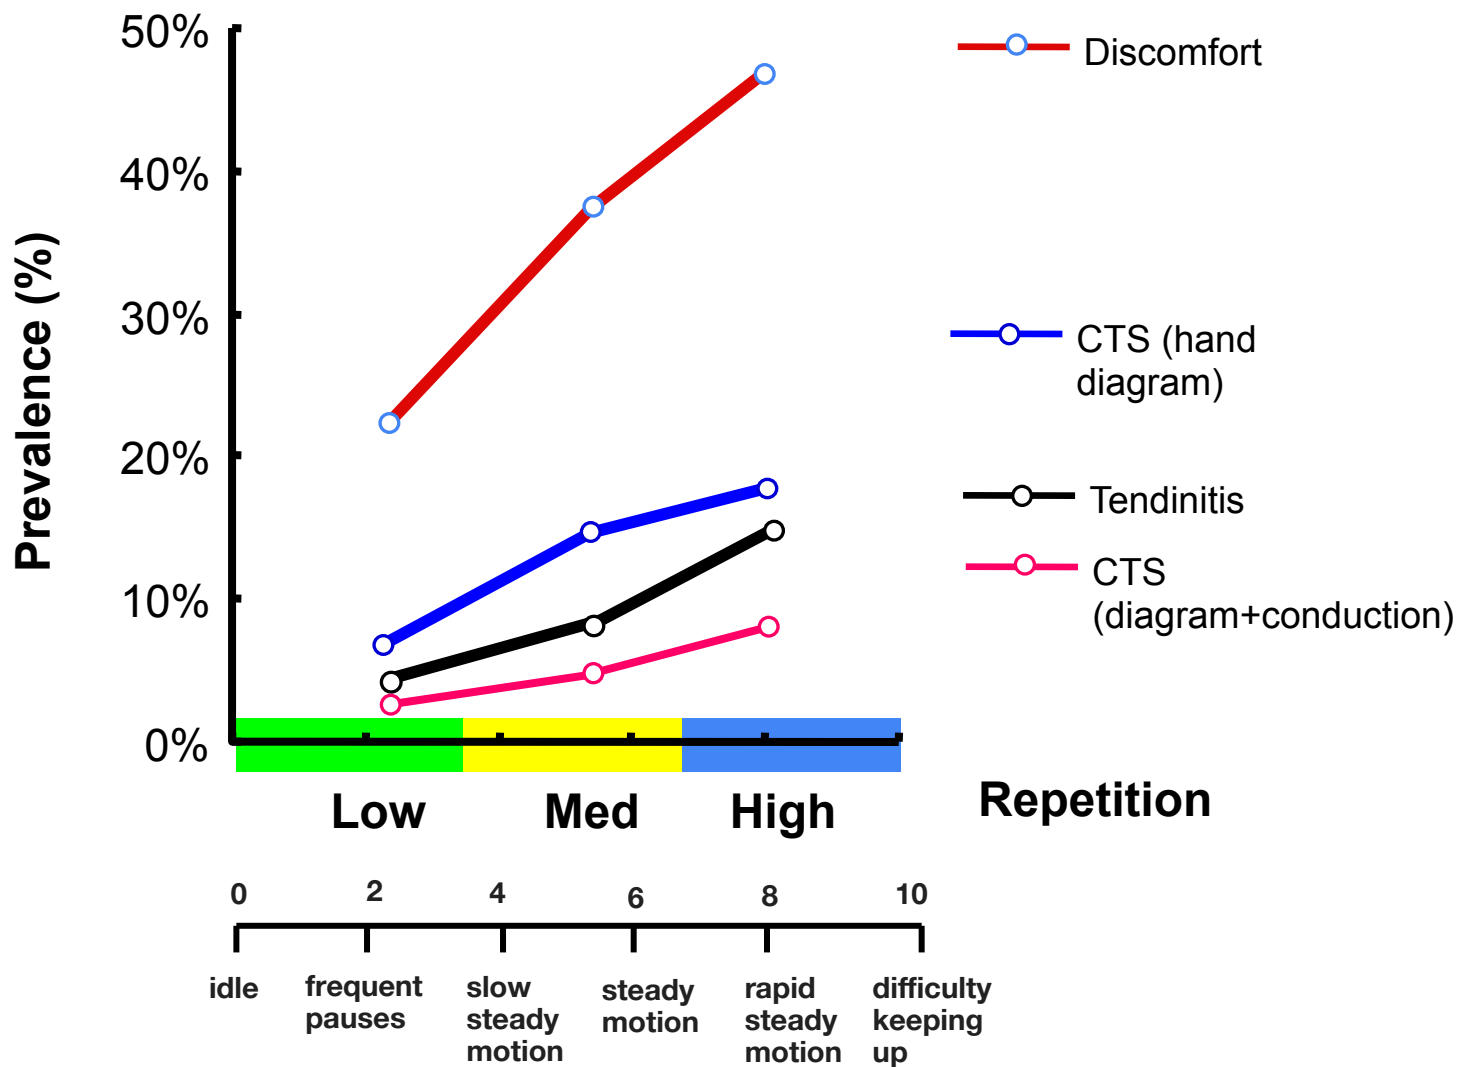 50%
40%
30%
20%
10%
0%
Prevalence (%)
Discomfort
CTS (hand
diagram)
Tendinitis
CTS
(diagram+conduction)
Low
Med
High
Repetition
0
2
4
6
8
10
idle
frequent
pauses
slow
steady
motion
steady
motion
rapid
steady
motion
difficulty
keeping
up